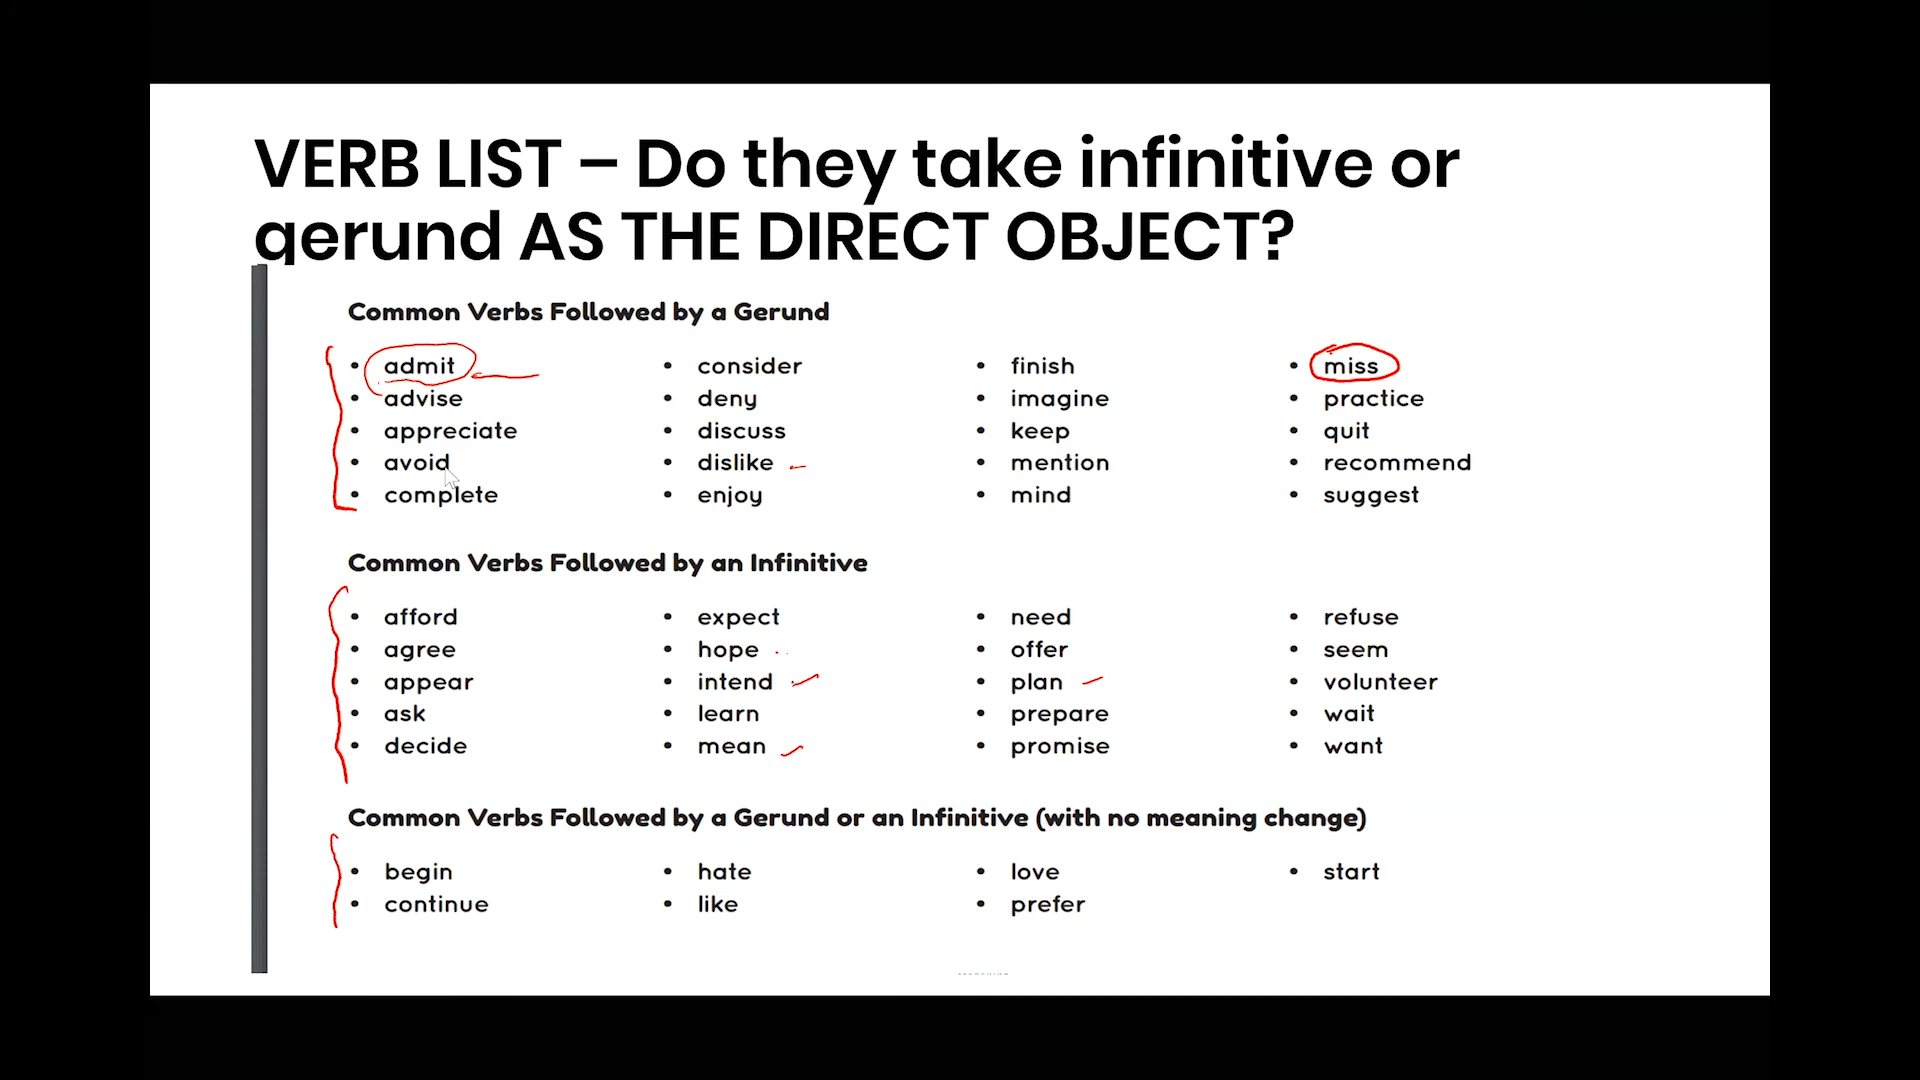 VERB LIST – Do they take infinitive or
gerund AS THE DIRECT OBJECT?
Common Verbs Followed by a Gerund
• admit • consider • finish • miss
• advise • deny • imagine • practice
• appreciate • discuss • keep • quit
• avoid • dislike • mention • recommend
• complete • enjoy • mind • suggest
Common Verbs Followed by an Infinitive
• afford • expect • need • refuse
• agree • hope • offer • seem
• appear • intend • plan • volunteer
• ask • learn • prepare • wait
• decide • mean • promise • want
Common Verbs Followed by a Gerund or an Infinitive (with no meaning change)
• begin • hate • love • start
• continue • like • prefer